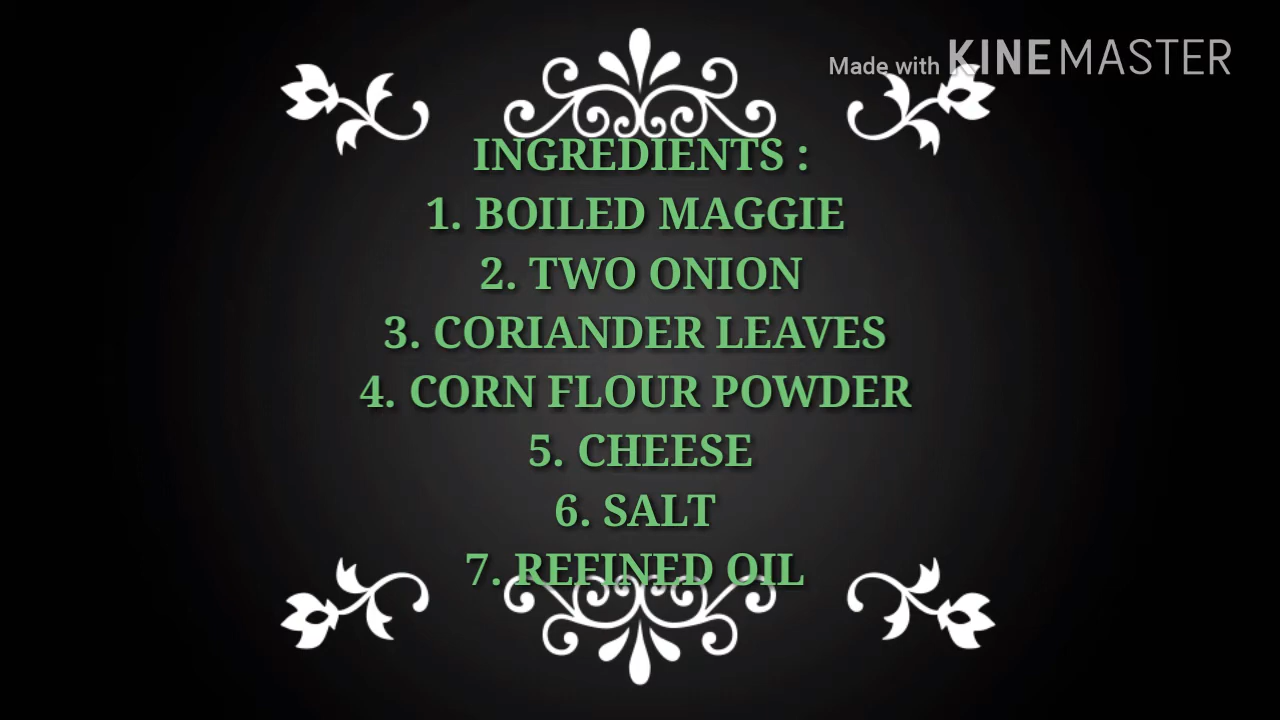 Made with KINEMASTER
INGREDIENTS :
1. BOILED MAGGIE
2. TWO ONION
3. CORIANDER LEAVES
4. CORN FLOUR POWDER
5. CHEESE
6. SALT
7. REFINED OIL